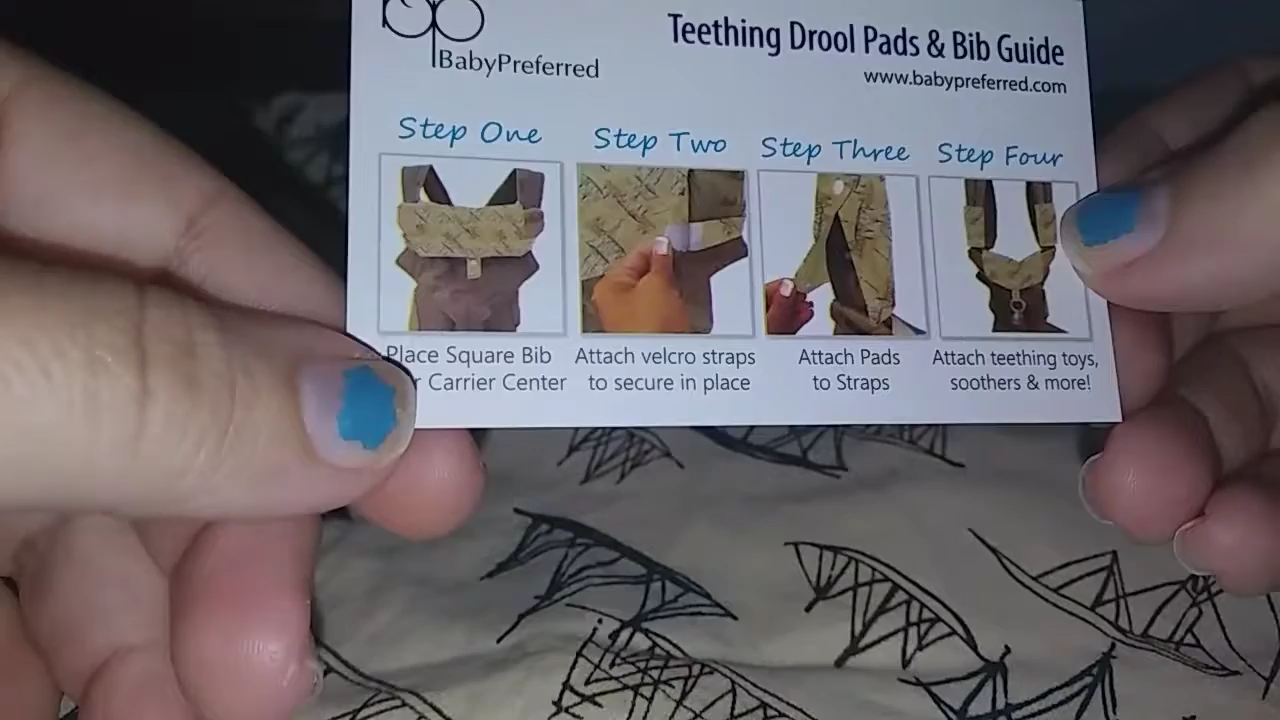 bp
BabyPreferred
Teething Drool Pads & Bib Guide
www.babypreferred.com
Step One
Step Two
Step Three
Step Four
Place Square Bib
Carrier Center
Attach velcro straps
to secure in place
Attach Pads
to Straps
Attach teething toys,
soothers & more!